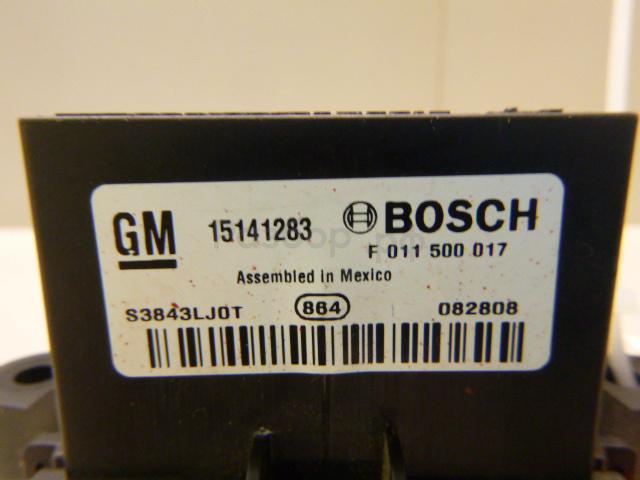 GM 15141283 BOSCH
F 011 500 017
Assembled in Mexico
S3843LJ0T 864 082808